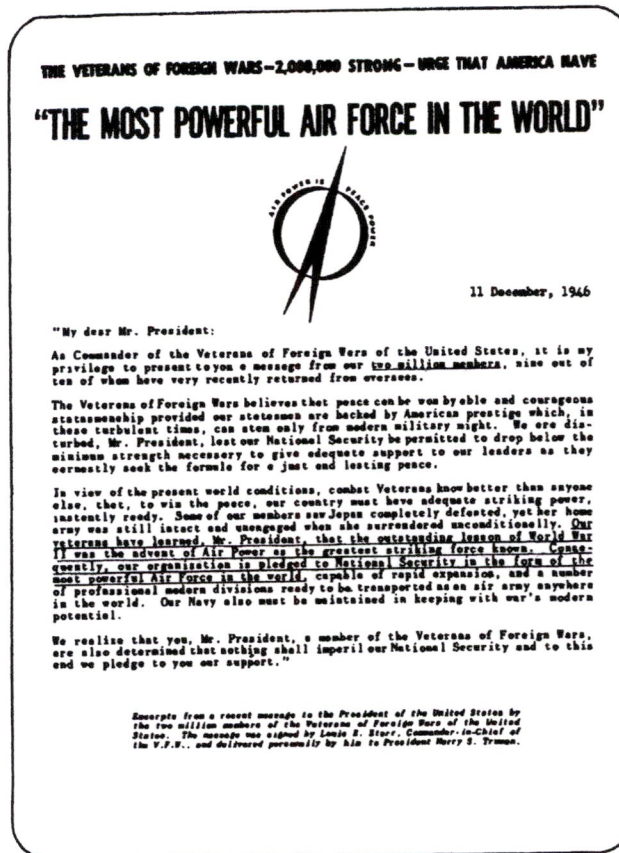 THE VETERANS OF FOREIGN WARS—2,000,000 STRONG—URGE THAT AMERICA HAVE
"THE MOST POWERFUL AIR FORCE IN THE WORLD"
AIR POWER IS PEACE POWER
11 December, 1946
"My dear Mr. President:
As Commander of the Veterans of Foreign Wars of the United States, it is my
privilege to present to you a message from our two million members, nine out of
ten of whom have very recently returned from overseas.
The Veterans of Foreign Wars believes that peace can be won by able and courageous
statesmanship provided our statesmen are backed by American prestige which, in
these turbulent times, can stem only from modern military might. We are dis-
turbed, Mr. President, lest our National Security be permitted to drop below the
minimum strength necessary to give adequate support to our leaders as they
earnestly seek the formula for a just and lasting peace.
In view of the present world conditions, combat Veterans know better than anyone
else, that, to win the peace, our country must have adequate striking power,
instantly ready. Some of our members saw Japan completely defeated, yet her home
army was still intact and unengaged when she surrendered unconditionally. Our
veterans have learned, Mr. President, that the outstanding lesson of World War
II was the advent of Air Power as the greatest striking force known. Conse-
quently, our organization is pledged to National Security in the form of the
most powerful Air Force in the world, capable of rapid expansion, and a number
of professional modern divisions ready to be transported as an air army anywhere
in the world. Our Navy also must be maintained in keeping with war's modern
potential.
We realize that you, Mr. President, a member of the Veterans of Foreign Wars,
are also determined that nothing shall imperil our National Security and to this
end we pledge to you our support."
Excerpts from a recent message to the President of the United States by
the two million members of the Veterans of Foreign Wars of the United
States. The message was signed by Louis E. Starr, Commander-in-Chief of
the V.F.W., and delivered personally by him to President Harry S. Truman.